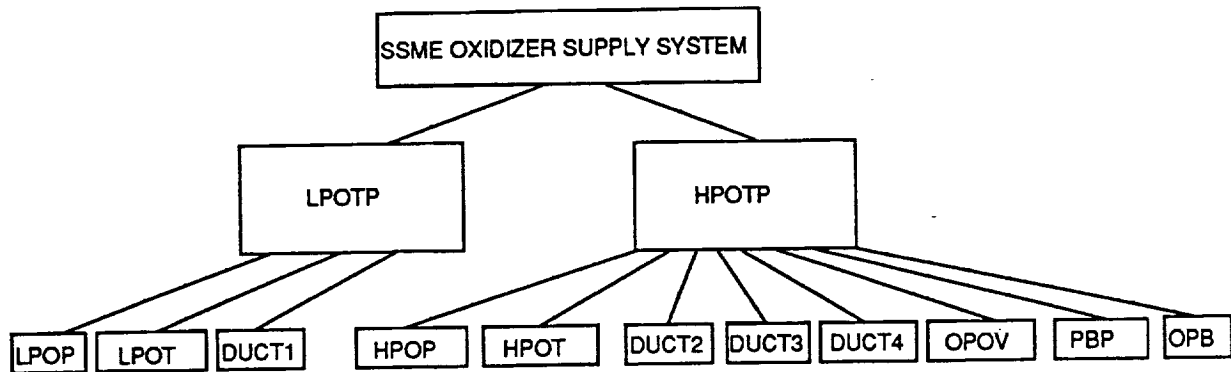 SSME OXIDIZER SUPPLY SYSTEM
LPOTP
HPOTP
LPOP
LPOT
DUCT1
HPOP
HPOT
DUCT2
DUCT3
DUCT4
OPOV
PBP
OPB